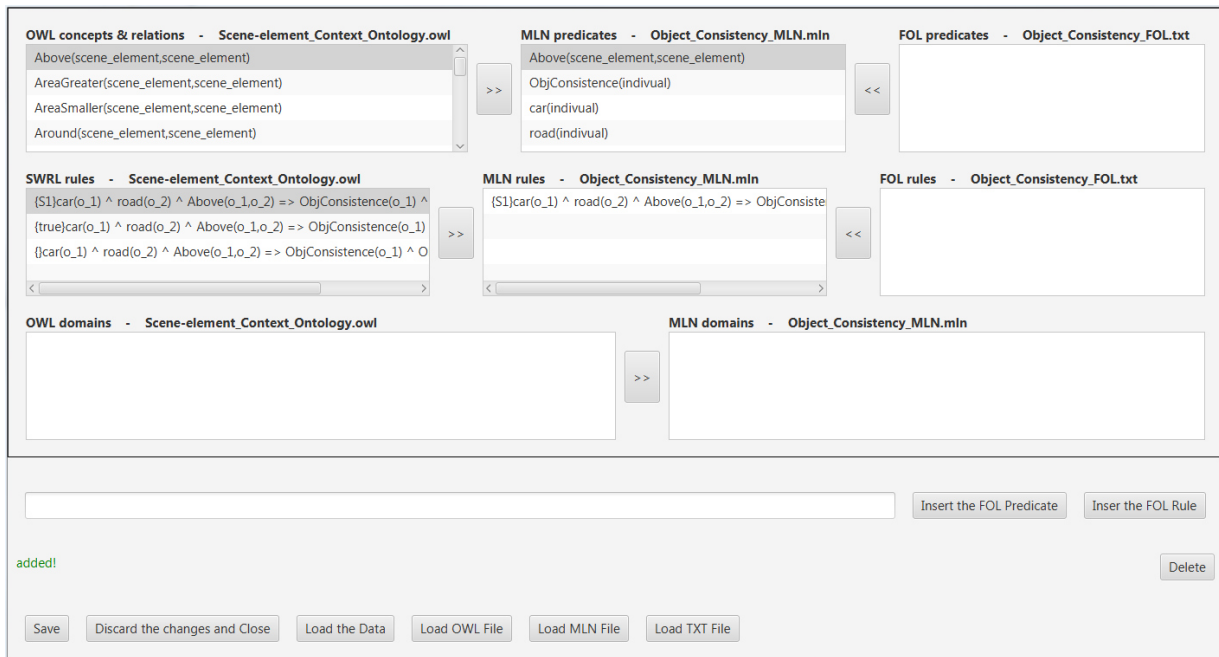 OWL concepts & relations - Scene-element_Context_Ontology.owl
MLN predicates - Object_Consistency_MLN.mln
FOL predicates - Object_Consistency_FOL.txt
Above(scene_element,scene_element)
AreaGreater(scene_element,scene_element)
AreaSmaller(scene_element,scene_element)
Around(scene_element,scene_element)
>>
Above(scene_element,scene_element)
ObjConsistence(indivual)
car(indivual)
road(indivual)
<<
SWRL rules - Scene-element_Context_Ontology.owl
MLN rules - Object_Consistency_MLN.mln
FOL rules - Object_Consistency_FOL.txt
{S1}car(o_1) ^ road(o_2) ^ Above(o_1,o_2) => ObjConsistence(o_1) ^
{true}car(o_1) ^ road(o_2) ^ Above(o_1,o_2) => ObjConsistence(o_1)
{}car(o_1) ^ road(o_2) ^ Above(o_1,o_2) => ObjConsistence(o_1) ^ O
>>
{S1}car(o_1) ^ road(o_2) ^ Above(o_1,o_2) => ObjConsiste
<<
OWL domains - Scene-element_Context_Ontology.owl
MLN domains - Object_Consistency_MLN.mln
>>
Insert the FOL Predicate
Inser the FOL Rule
added!
Delete
Save
Discard the changes and Close
Load the Data
Load OWL File
Load MLN File
Load TXT File